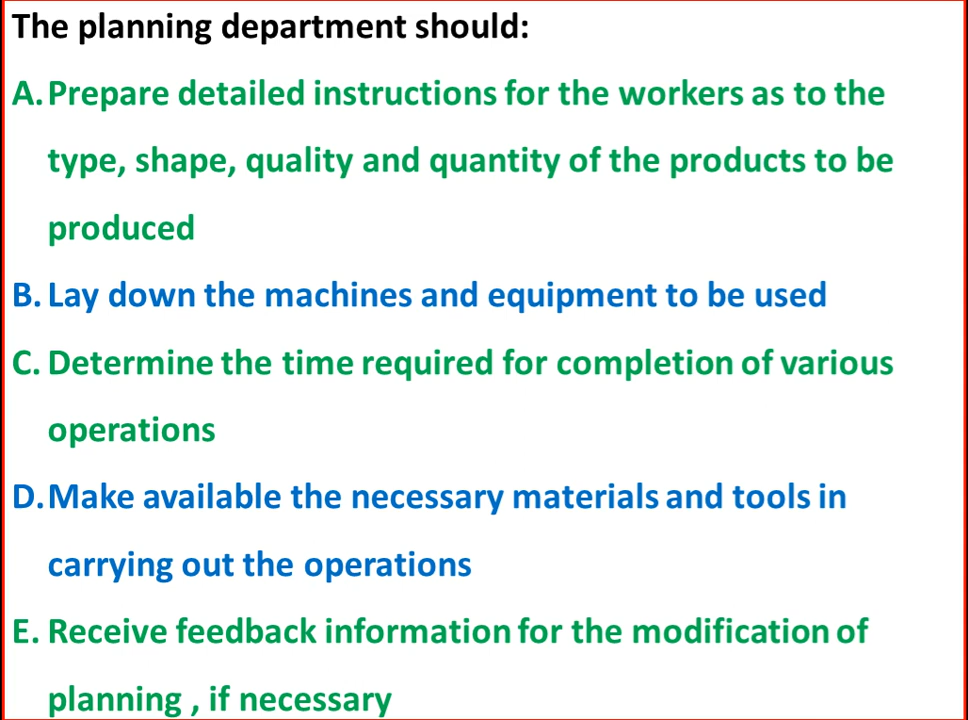 The planning department should:
A. Prepare detailed instructions for the workers as to the
type, shape, quality and quantity of the products to be
produced
B. Lay down the machines and equipment to be used
C. Determine the time required for completion of various
operations
D. Make available the necessary materials and tools in
carrying out the operations
E. Receive feedback information for the modification of
planning , if necessary